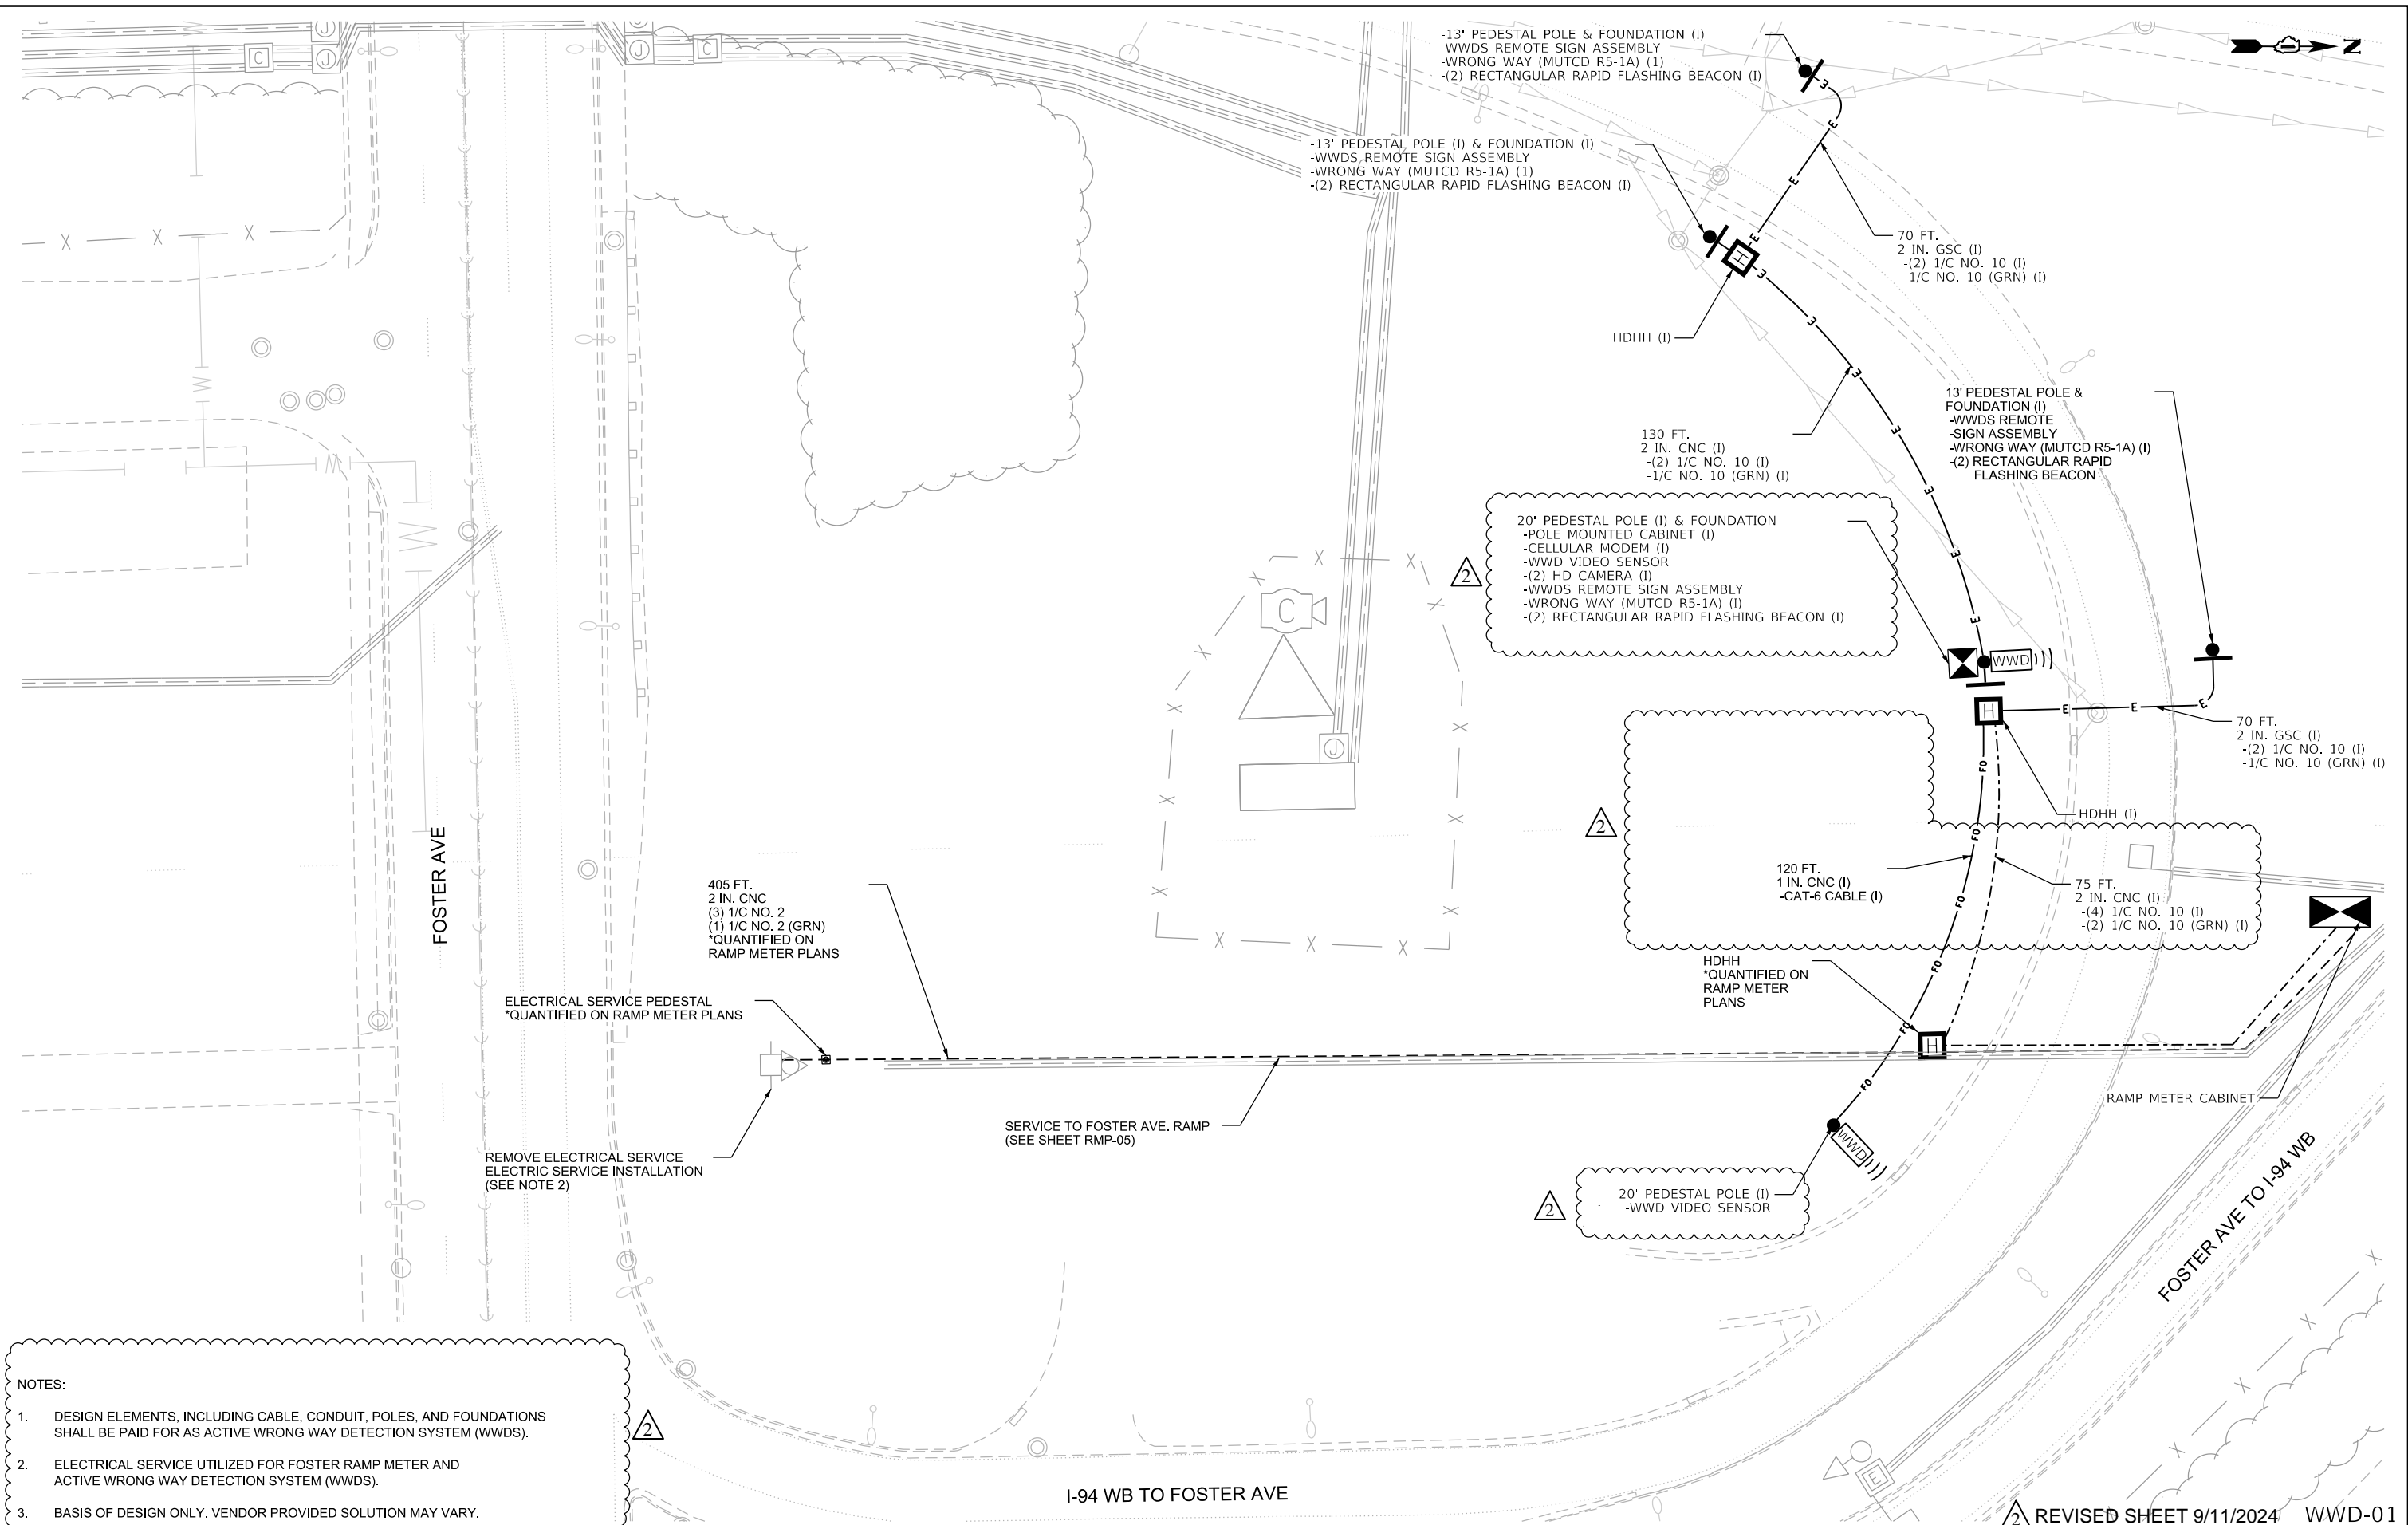 -13' PEDESTAL POLE & FOUNDATION (I)
-WWDS REMOTE SIGN ASSEMBLY
-WRONG WAY (MUTCD R5-1A) (1)
-(2) RECTANGULAR RAPID FLASHING BEACON (I)
N
-13' PEDESTAL POLE (I) & FOUNDATION (I)
-WWDS REMOTE SIGN ASSEMBLY
-WRONG WAY (MUTCD R5-1A) (1)
-(2) RECTANGULAR RAPID FLASHING BEACON (I)
70 FT.
2 IN. GSC (I)
-(2) 1/C NO. 10 (I)
-1/C NO. 10 (GRN) (I)
HDHH (I)
13' PEDESTAL POLE &
FOUNDATION (I)
-WWDS REMOTE
-SIGN ASSEMBLY
-WRONG WAY (MUTCD R5-1A) (I)
-(2) RECTANGULAR RAPID
FLASHING BEACON
130 FT.
2 IN. CNC (I)
-(2) 1/C NO. 10 (I)
-1/C NO. 10 (GRN) (I)
20' PEDESTAL POLE (I) & FOUNDATION
-POLE MOUNTED CABINET (I)
-CELLULAR MODEM (I)
-WWD VIDEO SENSOR
-(2) HD CAMERA (I)
-WWDS REMOTE SIGN ASSEMBLY
-WRONG WAY (MUTCD R5-1A) (I)
-(2) RECTANGULAR RAPID FLASHING BEACON (I)
2
C
J
WWD
H
70 FT.
2 IN. GSC (I)
-(2) 1/C NO. 10 (I)
-1/C NO. 10 (GRN) (I)
HDHH (I)
2
120 FT.
1 IN. CNC (I)
-CAT-6 CABLE (I)
75 FT.
2 IN. CNC (I)
-(4) 1/C NO. 10 (I)
-(2) 1/C NO. 10 (GRN) (I)
FOSTER AVE
405 FT.
2 IN. CNC
(3) 1/C NO. 2
(1) 1/C NO. 2 (GRN)
*QUANTIFIED ON
RAMP METER PLANS
HDHH
*QUANTIFIED ON
RAMP METER
PLANS
H
ELECTRICAL SERVICE PEDESTAL
*QUANTIFIED ON RAMP METER PLANS
RAMP METER CABINET
SERVICE TO FOSTER AVE. RAMP
(SEE SHEET RMP-05)
REMOVE ELECTRICAL SERVICE
ELECTRIC SERVICE INSTALLATION
(SEE NOTE 2)
WWD
2
20' PEDESTAL POLE (I)
-WWD VIDEO SENSOR
FOSTER AVE TO I-94 WB
NOTES:
1. DESIGN ELEMENTS, INCLUDING CABLE, CONDUIT, POLES, AND FOUNDATIONS
SHALL BE PAID FOR AS ACTIVE WRONG WAY DETECTION SYSTEM (WWDS).
2. ELECTRICAL SERVICE UTILIZED FOR FOSTER RAMP METER AND
ACTIVE WRONG WAY DETECTION SYSTEM (WWDS).
3. BASIS OF DESIGN ONLY. VENDOR PROVIDED SOLUTION MAY VARY.
2
I-94 WB TO FOSTER AVE
E
2 REVISED SHEET 9/11/2024 WWD-01